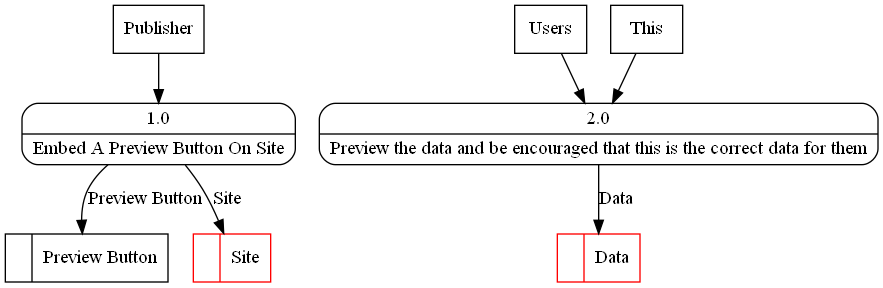 Publisher
Users
This
1.0
Embed A Preview Button On Site
2.0
Preview the data and be encouraged that this is the correct data for them
Preview Button
Site
Data
Preview Button
Site
Data